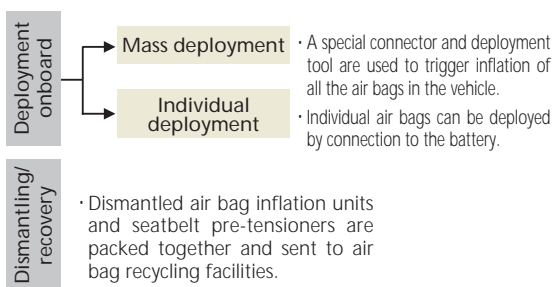 Deployment
onboard
Mass deployment
Individual
deployment
· A special connector and deployment
tool are used to trigger inflation of
all the air bags in the vehicle.
· Individual air bags can be deployed
by connection to the battery.
Dismantling/
recovery
· Dismantled air bag inflation units
and seatbelt pre-tensioners are
packed together and sent to air
bag recycling facilities.